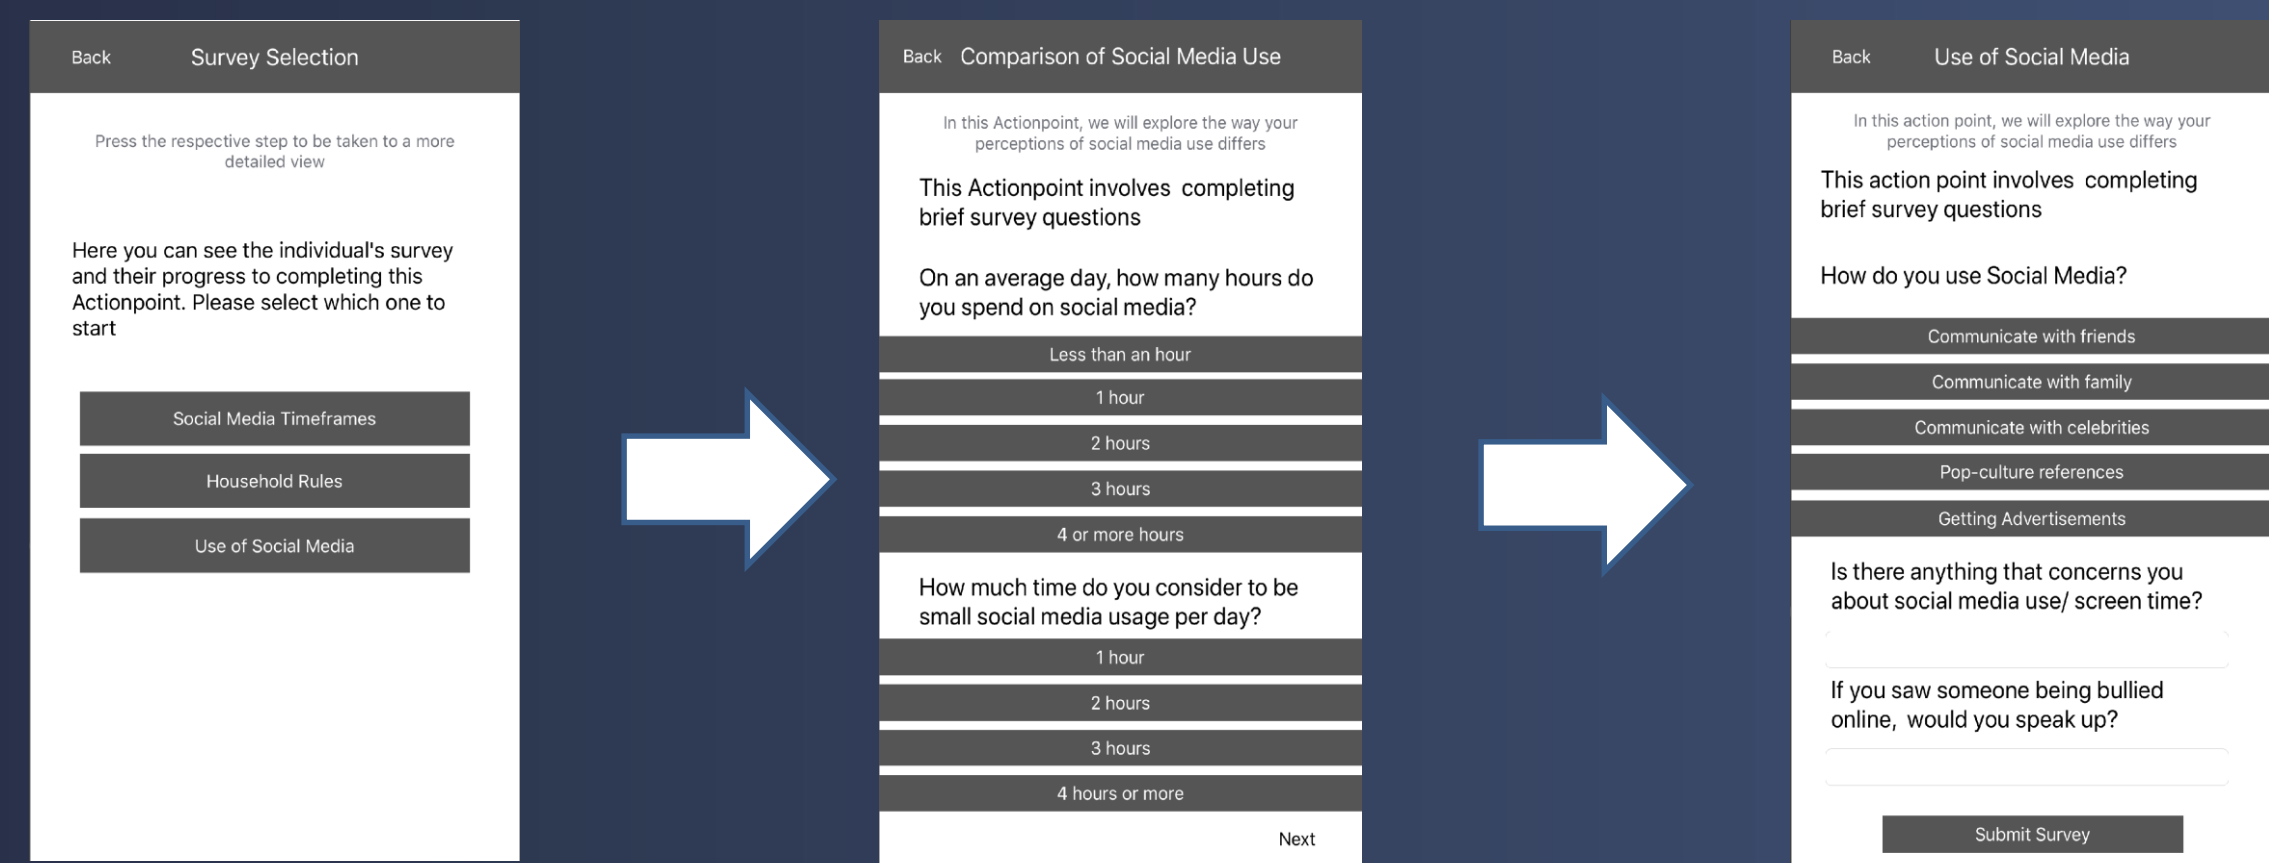 Back Survey Selection
Press the respective step to be taken to a more
detailed view
Here you can see the individual's survey
and their progress to completing this
Actionpoint. Please select which one to
start
Social Media Timeframes
Household Rules
Use of Social Media
Back Comparison of Social Media Use
In this Actionpoint, we will explore the way your
perceptions of social media use differs
This Actionpoint involves completing
brief survey questions
On an average day, how many hours do
you spend on social media?
Less than an hour
1 hour
2 hours
3 hours
4 or more hours
How much time do you consider to be
small social media usage per day?
1 hour
2 hours
3 hours
4 hours or more
Next
Back Use of Social Media
In this action point, we will explore the way your
perceptions of social media use differs
This action point involves completing
brief survey questions
How do you use Social Media?
Communicate with friends
Communicate with family
Communicate with celebrities
Pop-culture references
Getting Advertisements
Is there anything that concerns you
about social media use/ screen time?
If you saw someone being bullied
online, would you speak up?
Submit Survey